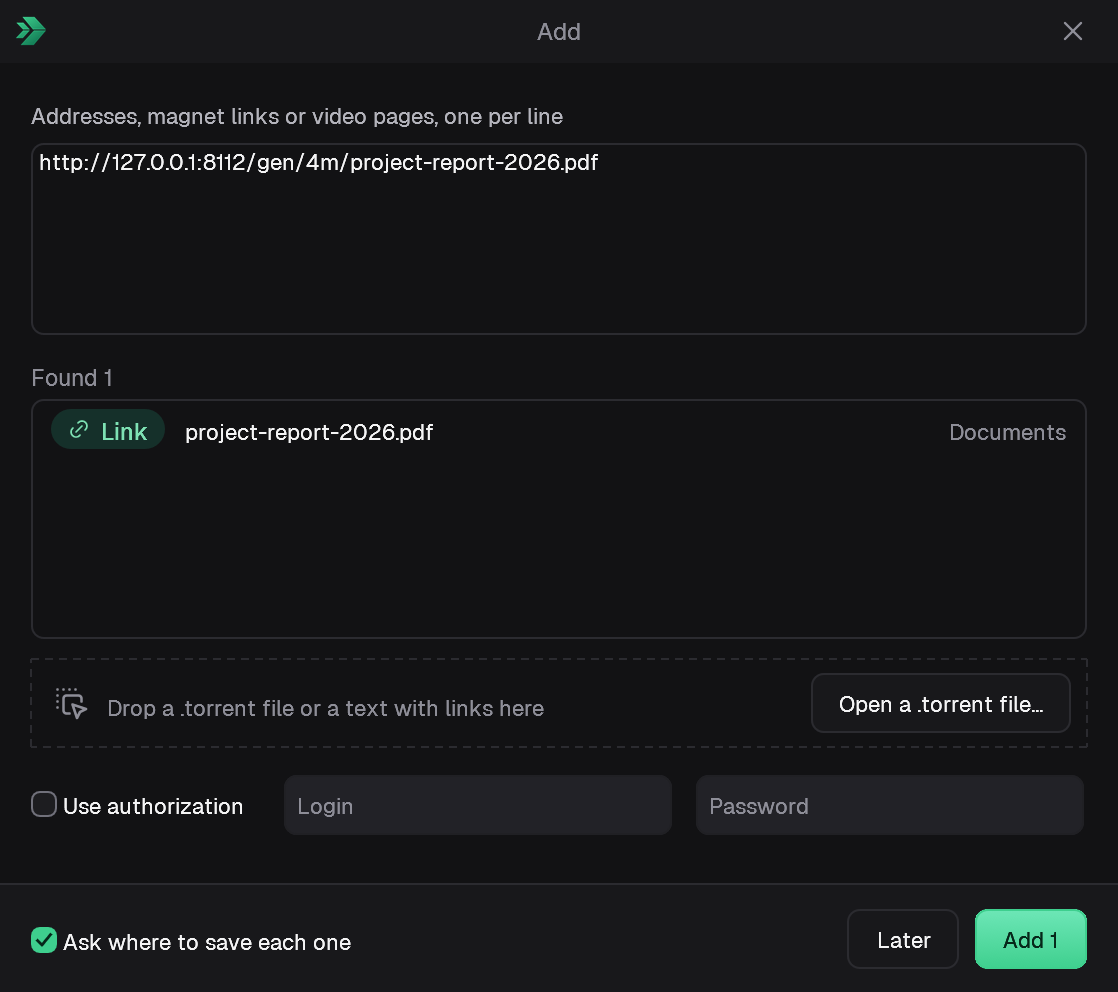 Add
Addresses, magnet links or video pages, one per line
http://127.0.0.1:8112/gen/4m/project-report-2026.pdf
Found 1
Link project-report-2026.pdf Documents
Drop a .torrent file or a text with links here Open a .torrent file...
Use authorization Login Password
Ask where to save each one Later Add 1